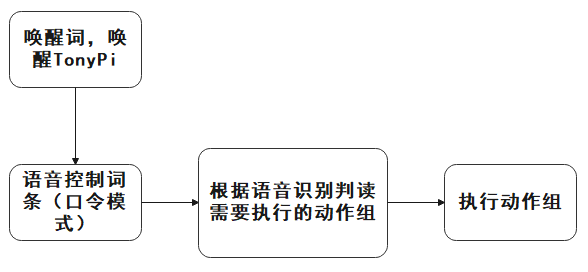 唤醒词，唤
醒TonyPi
语音控制词
条（口令模
式）
根据语音识别判读
需要执行的动作组
执行动作组